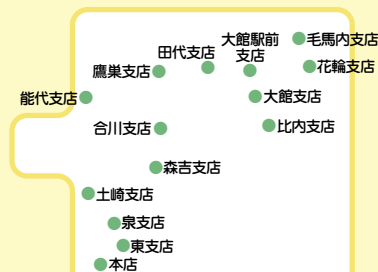 大館駅前
支店
毛馬内支店
田代支店
鷹巣支店
花輪支店
能代支店
大館支店
合川支店
比内支店
森吉支店
土崎支店
泉支店
東支店
本店